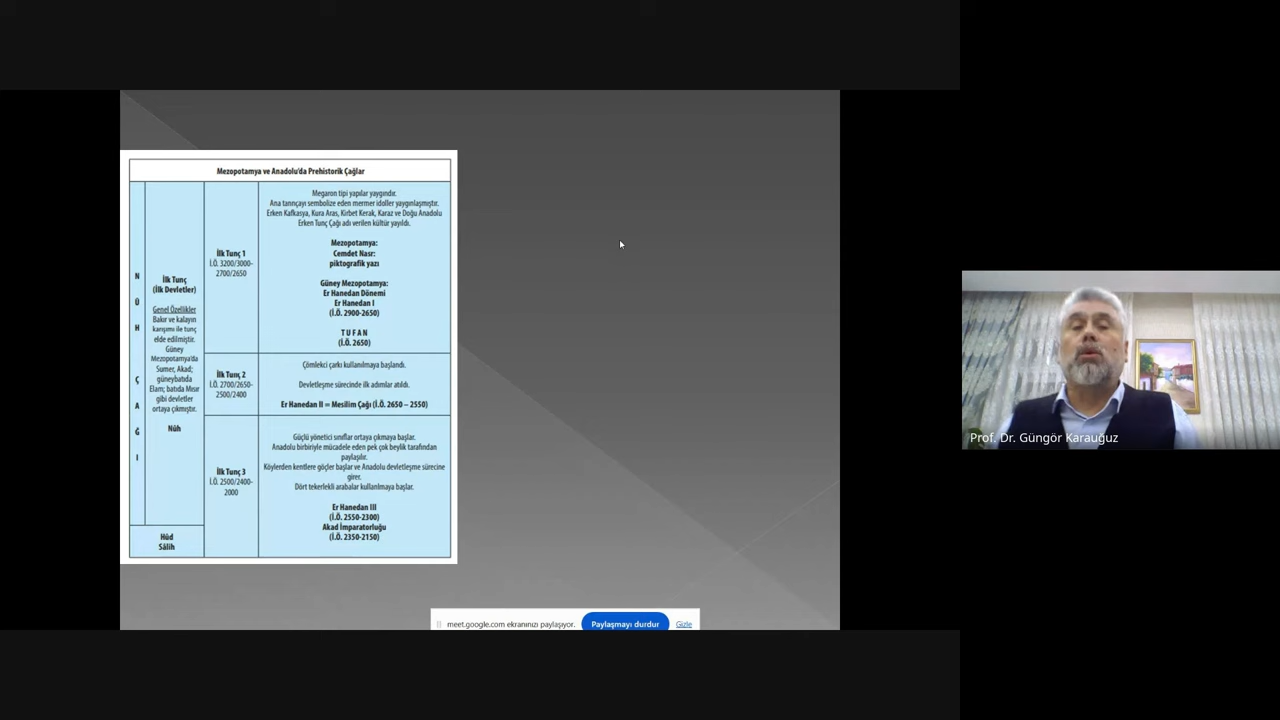 Mezopotamya ve Anadolu'da Prehistorik Çağlar
N
Ü
H
Ç
A
Ğ
I
İlk Tunç
(İlk Devletler)
Genel Özellikler
Bakır ve kalayın
karışımı ile tunç
elde edilmiştir.
Güney
Mezopotamya'da
Sumer, Akad;
güneybatıda
Elam; batıda Mısır
gibi devletler
ortaya çıkmıştır.
Nûh
Hûd
Sâlih
İlk Tunç 1
İ.Ö. 3200/3000-
2700/2650
Megaron tipi yapılar yaygındır.
Ana tanrıçayı sembolize eden mermer idoller yaygınlaşmıştır.
Erken Kafkasya, Kura Aras, Kirbet Kerak, Karaz ve Doğu Anadolu
Erken Tunç Çağı adı verilen kültür yayıldı.
Mezopotamya:
Cemdet Nasr:
piktografik yazı
Güney Mezopotamya:
Er Hanedan Dönemi
Er Hanedan I
(İ.Ö. 2900-2650)
T U F A N
(İ.Ö. 2650)
İlk Tunç 2
İ.Ö. 2700/2650-
2500/2400
Çömlekci çarkı kullanılmaya başlandı.
Devletleşme sürecinde ilk adımlar atıldı.
Er Hanedan II = Mesilim Çağı (İ.Ö. 2650 – 2550)
İlk Tunç 3
İ.Ö. 2500/2400-
2000
Güçlü yönetici sınıflar ortaya çıkmaya başlar.
Anadolu birbiriyle mücadele eden pek çok beylik tarafından
paylaşılır.
Köylerden kentlere göçler başlar ve Anadolu devletleşme sürecine
girer.
Dört tekerlekli arabalar kullanılmaya başlar.
Er Hanedan III
(İ.Ö. 2550-2300)
Akad İmparatorluğu
(İ.Ö. 2350-2150)
meet.google.com ekranınızı paylaşıyor.
Paylaşmayı durdur
Gizle
Prof. Dr. Güngör Karauğuz